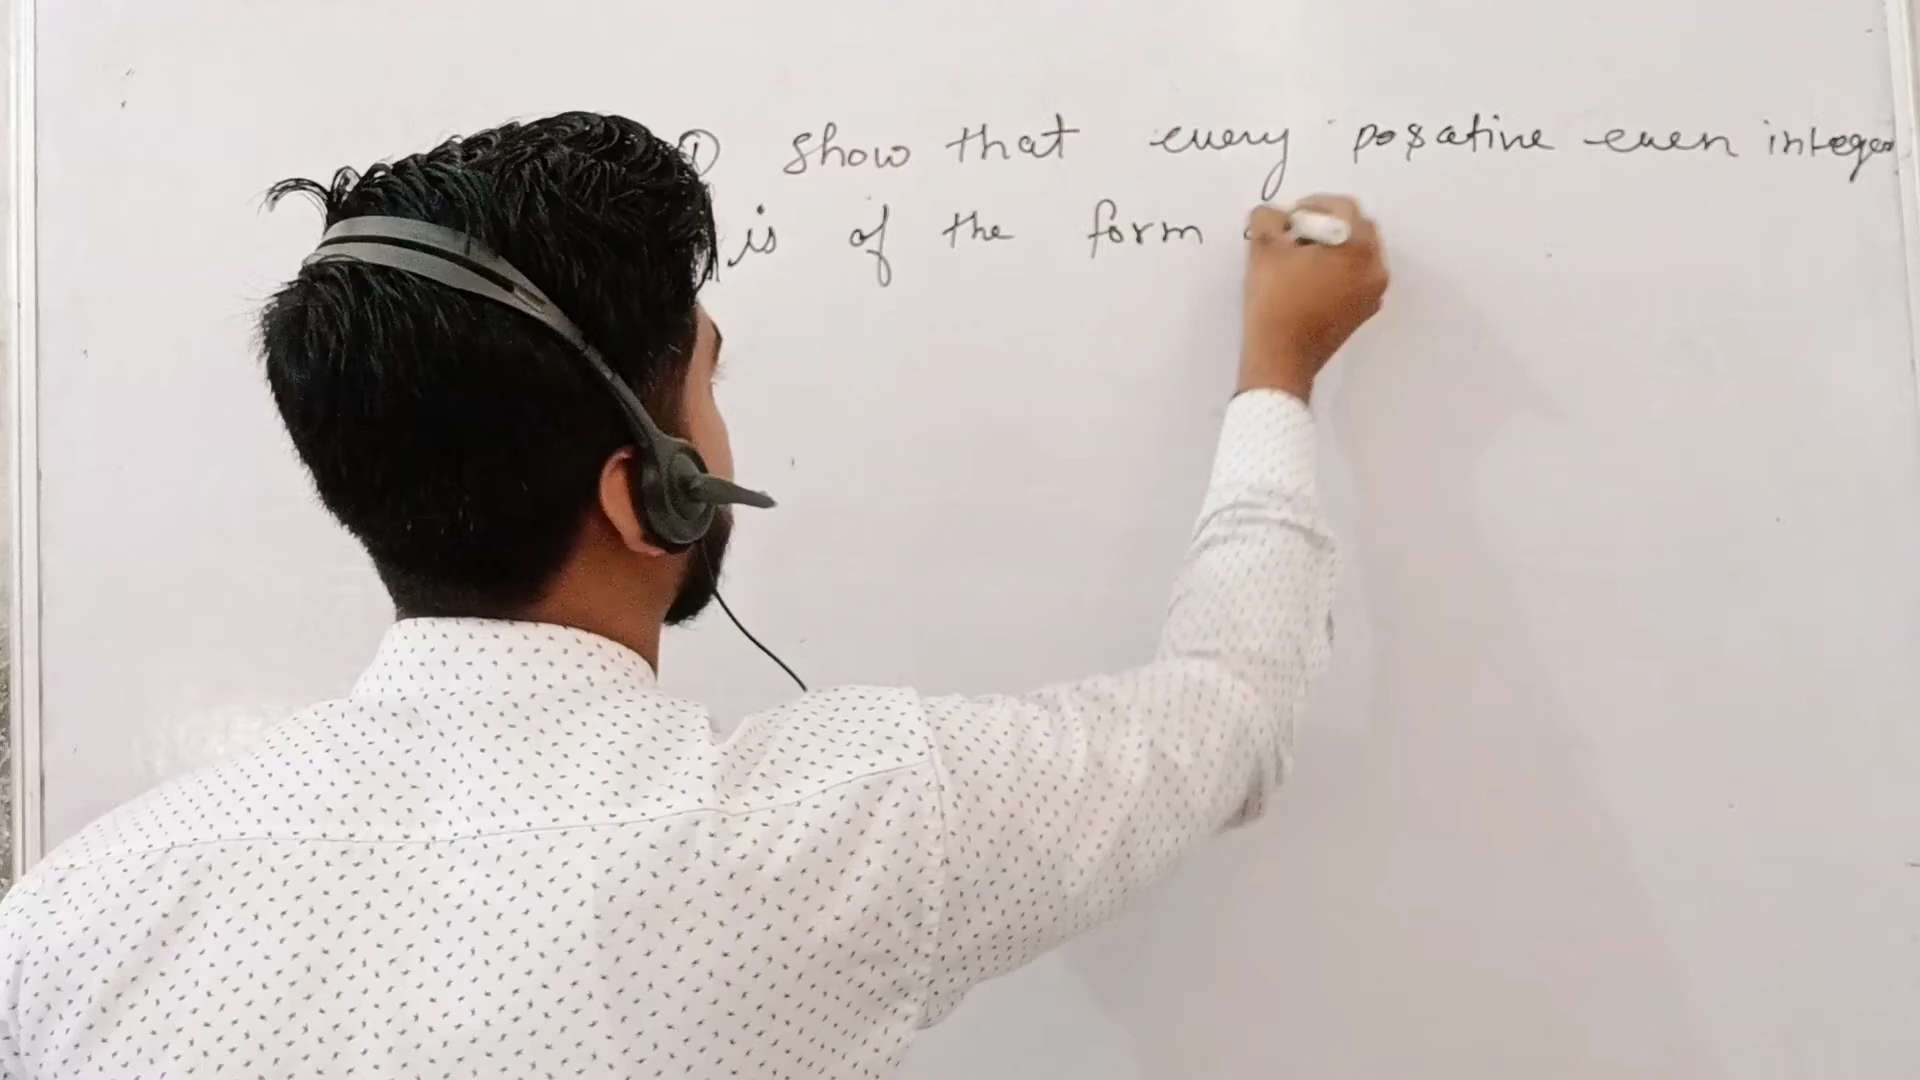 ① show that every posative even integer
is of the form